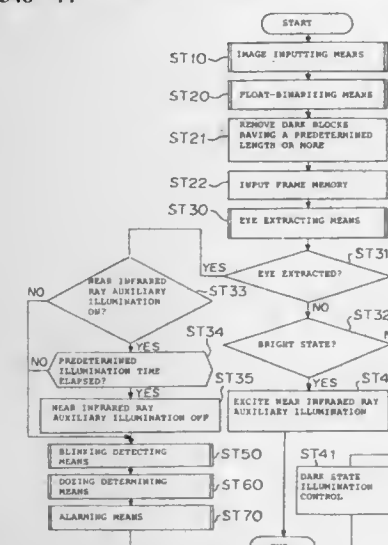 START
ST10
IMAGE INPUTTING MEANS
ST20
FLOAT-BINARIZING MEANS
ST21
REMOVE DARK BLOCKS
HAVING A PREDETERMINED
LENGTH OR MORE
ST22
INPUT FRAME MEMORY
ST30
EYE EXTRACTING MEANS
ST31
EYE EXTRACTED?
YES
NO
ST33
NEAR INFRARED
RAY AUXILIARY
ILLUMINATION
ON?
NO
YES
ST32
BRIGHT STATE?
YES
ST34
PREDETERMINED
ILLUMINATION TIME
ELAPSED?
NO
YES
ST35
NEAR INFRARED RAY
AUXILIARY ILLUMINATION OFF
ST4
EXCITE NEAR INFRARED RAY
AUXILIARY ILLUMINATION
ST41
DARK STATE
ILLUMINATION
CONTROL
BLINKING DETECTING
MEANS
ST50
DOZING DETERMINING
MEANS
ST60
ALARMING MEANS
ST70